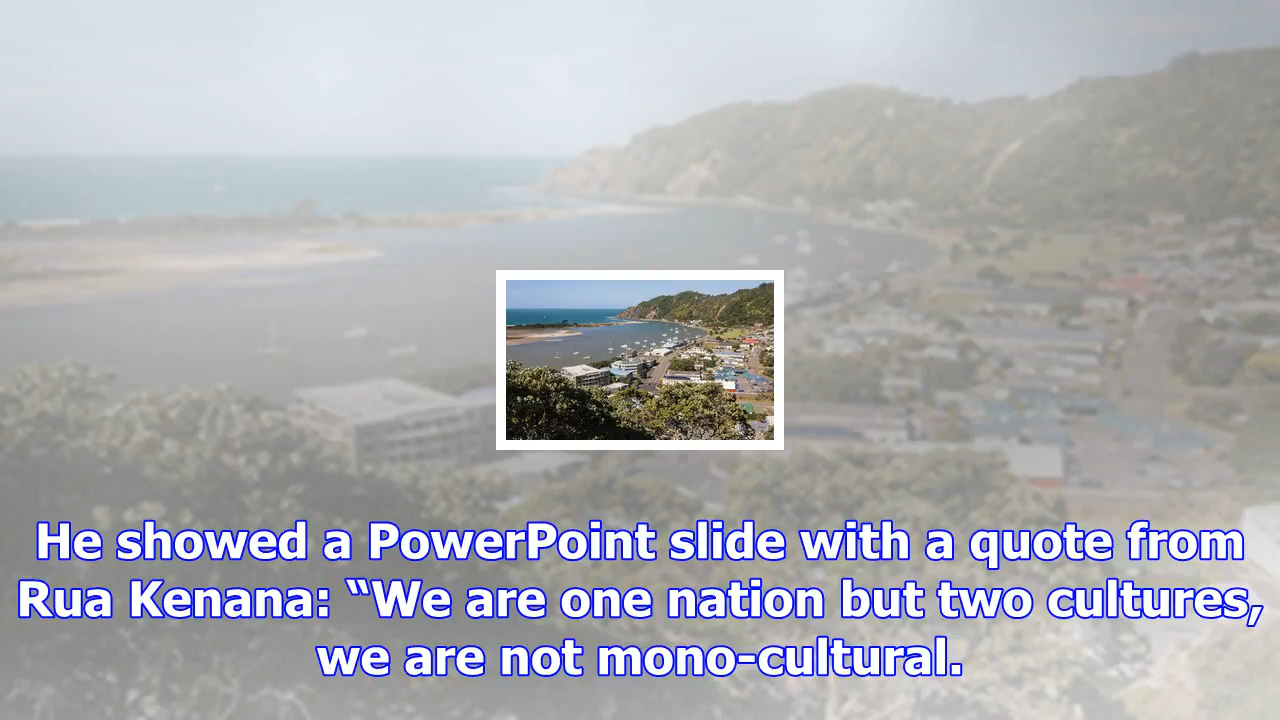 He showed a PowerPoint slide with a quote from
Rua Kenana: “We are one nation but two cultures,
we are not mono-cultural.